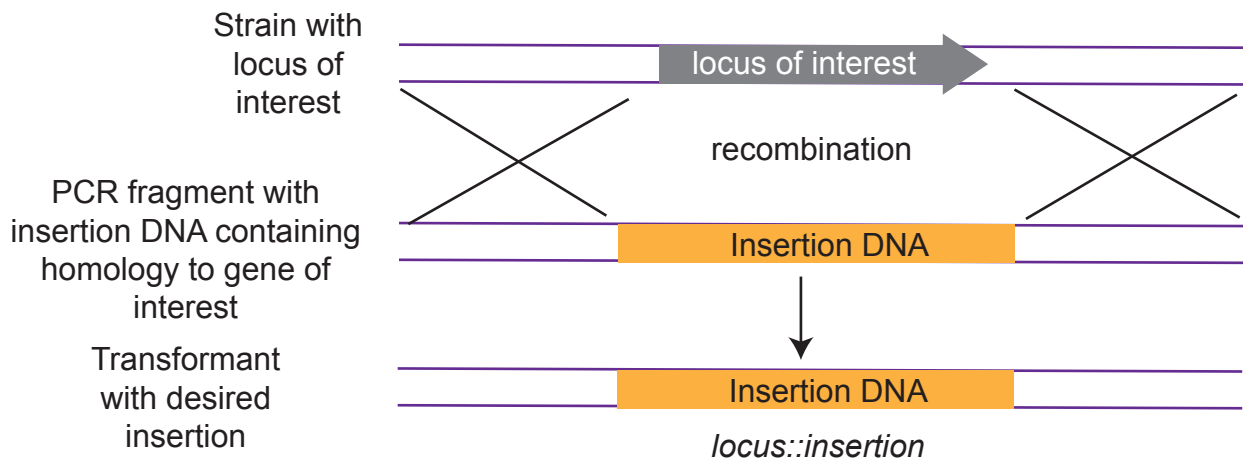 Strain with
locus of
interest
locus of interest
recombination
PCR fragment with
insertion DNA containing
homology to gene of
interest
Insertion DNA
Transformant
with desired
insertion
Insertion DNA
locus::insertion